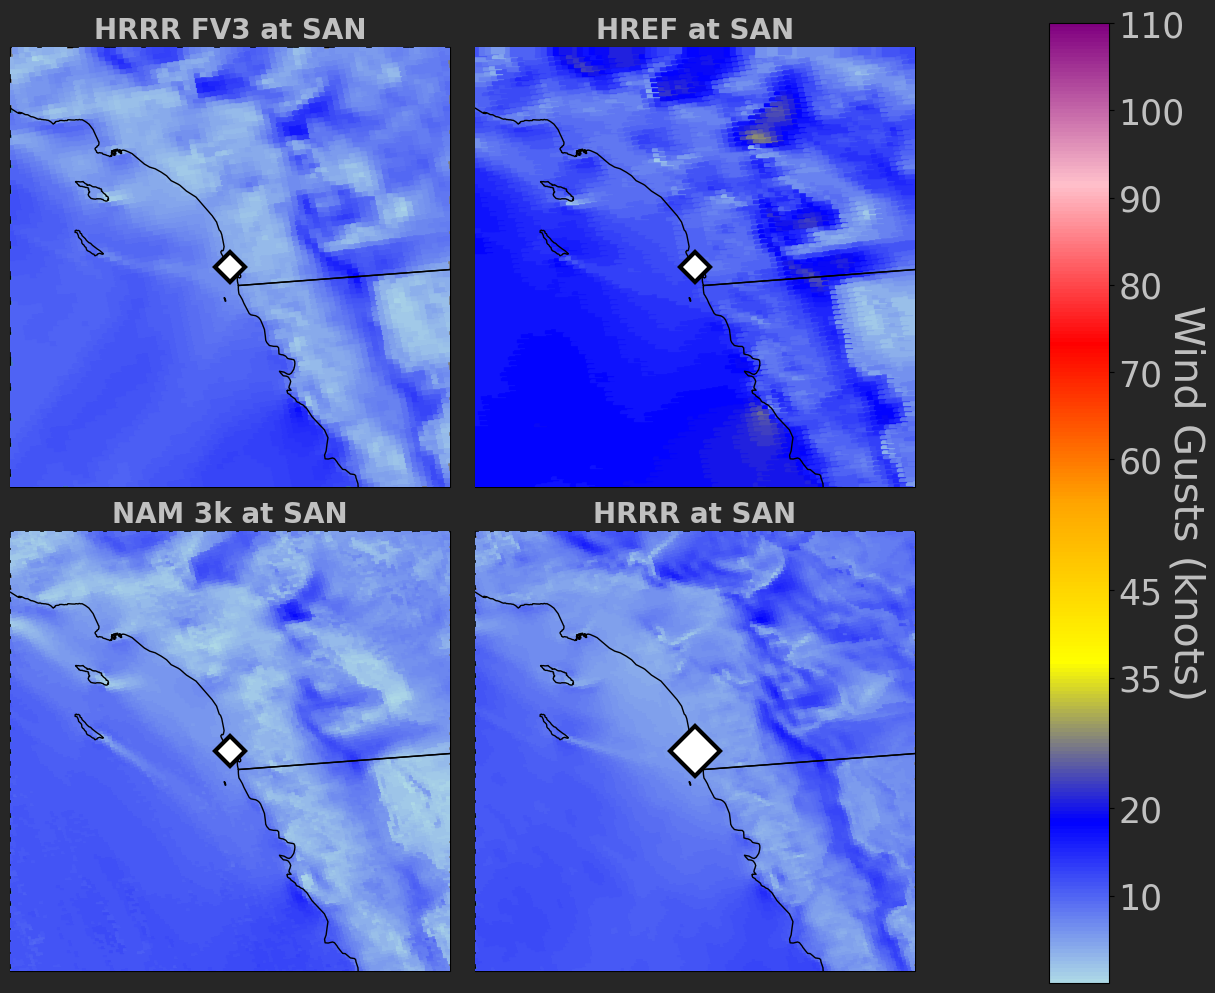 HRRR FV3 at SAN
HREF at SAN
NAM 3k at SAN
HRRR at SAN
110
100
90
80
70
60
45
35
20
10
Wind Gusts (knots)